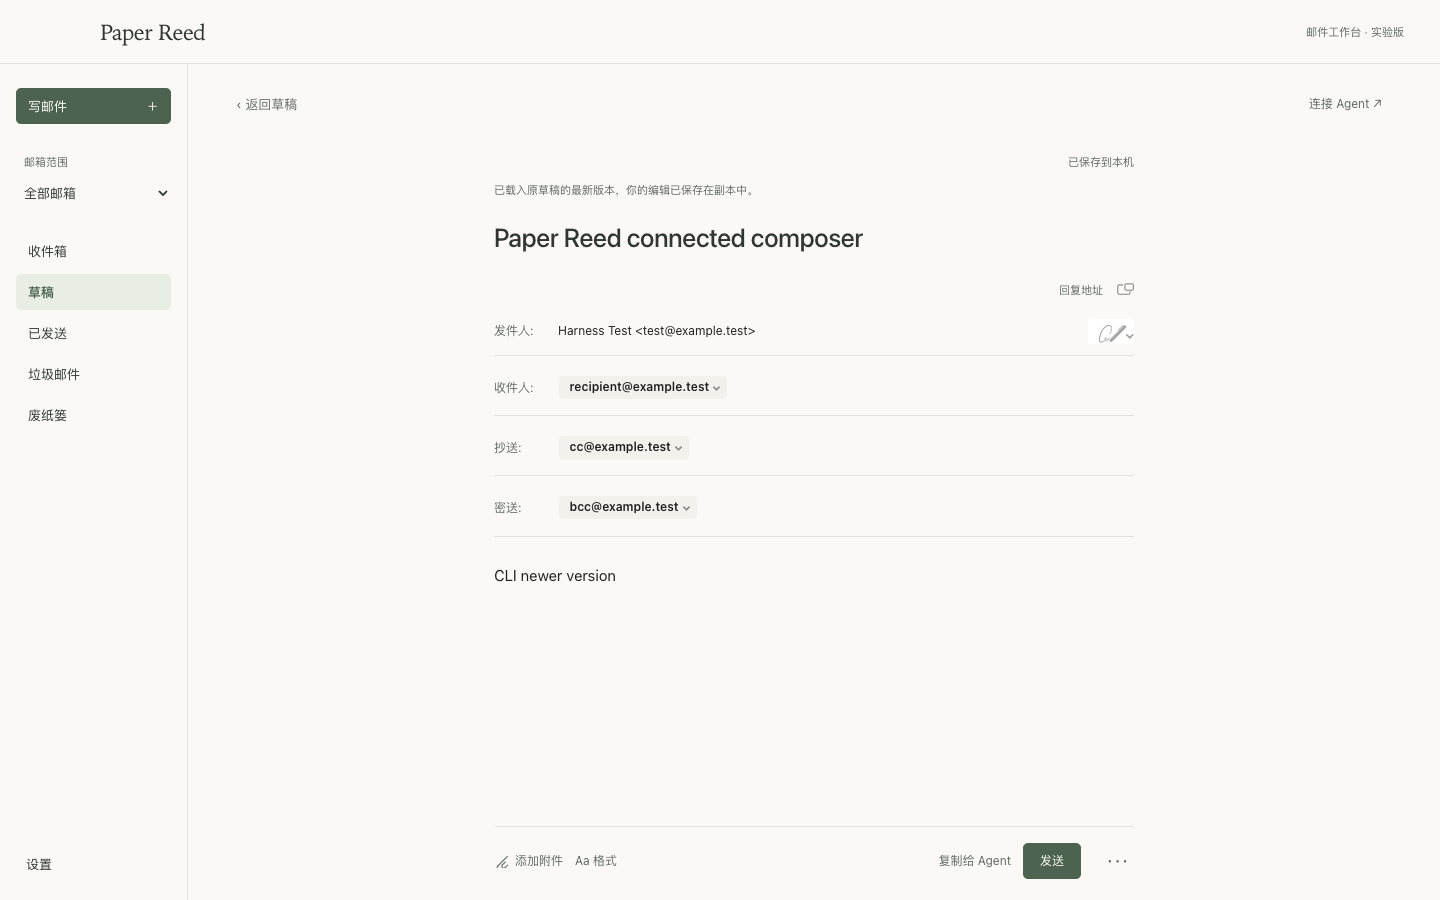 Paper Reed
邮件工作台 · 实验版
写邮件 +
邮箱范围
全部邮箱
收件箱
草稿
已发送
垃圾邮件
废纸篓
设置
‹ 返回草稿
连接 Agent ↗
已保存到本机
已载入原草稿的最新版本，你的编辑已保存在副本中。
Paper Reed connected composer
回复地址
发件人: Harness Test <test@example.test>
收件人: recipient@example.test
抄送: cc@example.test
密送: bcc@example.test
CLI newer version
添加附件 Aa 格式 复制给 Agent 发送 ···